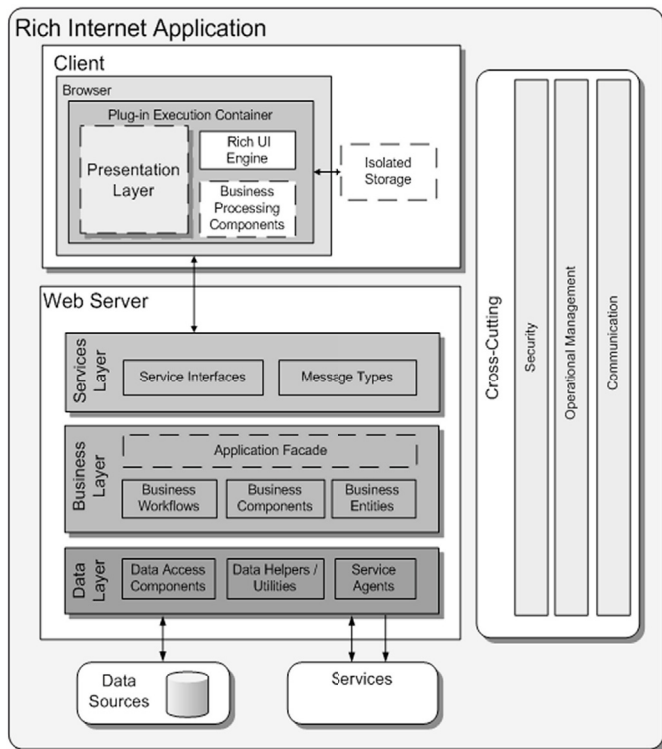 Rich Internet Application
Client
Browser
Plug-in Execution Container
Presentation
Layer
Rich UI
Engine
Business
Processing
Components
Isolated
Storage
Web Server
Services
Layer
Service Interfaces
Message Types
Business
Layer
Application Facade
Business
Workflows
Business
Components
Business
Entities
Data
Layer
Data Access
Components
Data Helpers /
Utilities
Service
Agents
Data
Sources
Services
Cross-Cutting
Security
Operational Management
Communication